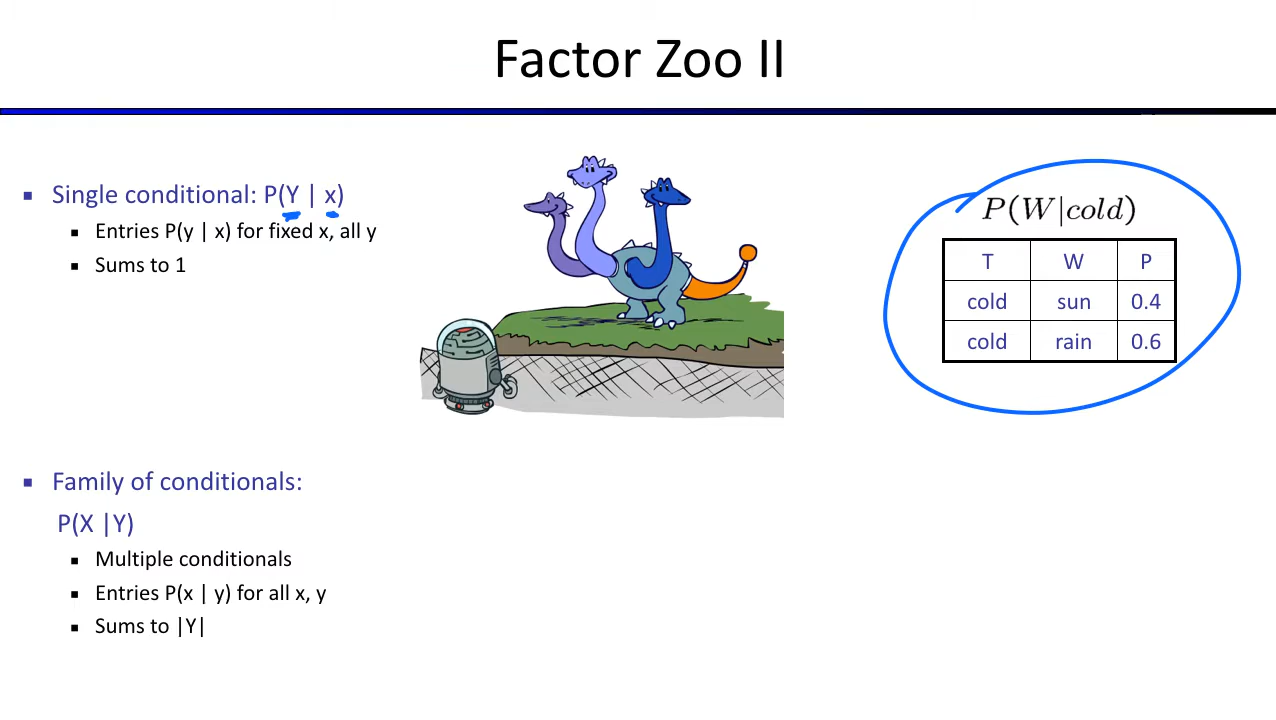 Factor Zoo II
Single conditional: P(Y | x)
Entries P(y | x) for fixed x, all y
Sums to 1
P(W|cold)
T W P
cold sun 0.4
cold rain 0.6
Family of conditionals:
P(X |Y)
Multiple conditionals
Entries P(x | y) for all x, y
Sums to |Y|